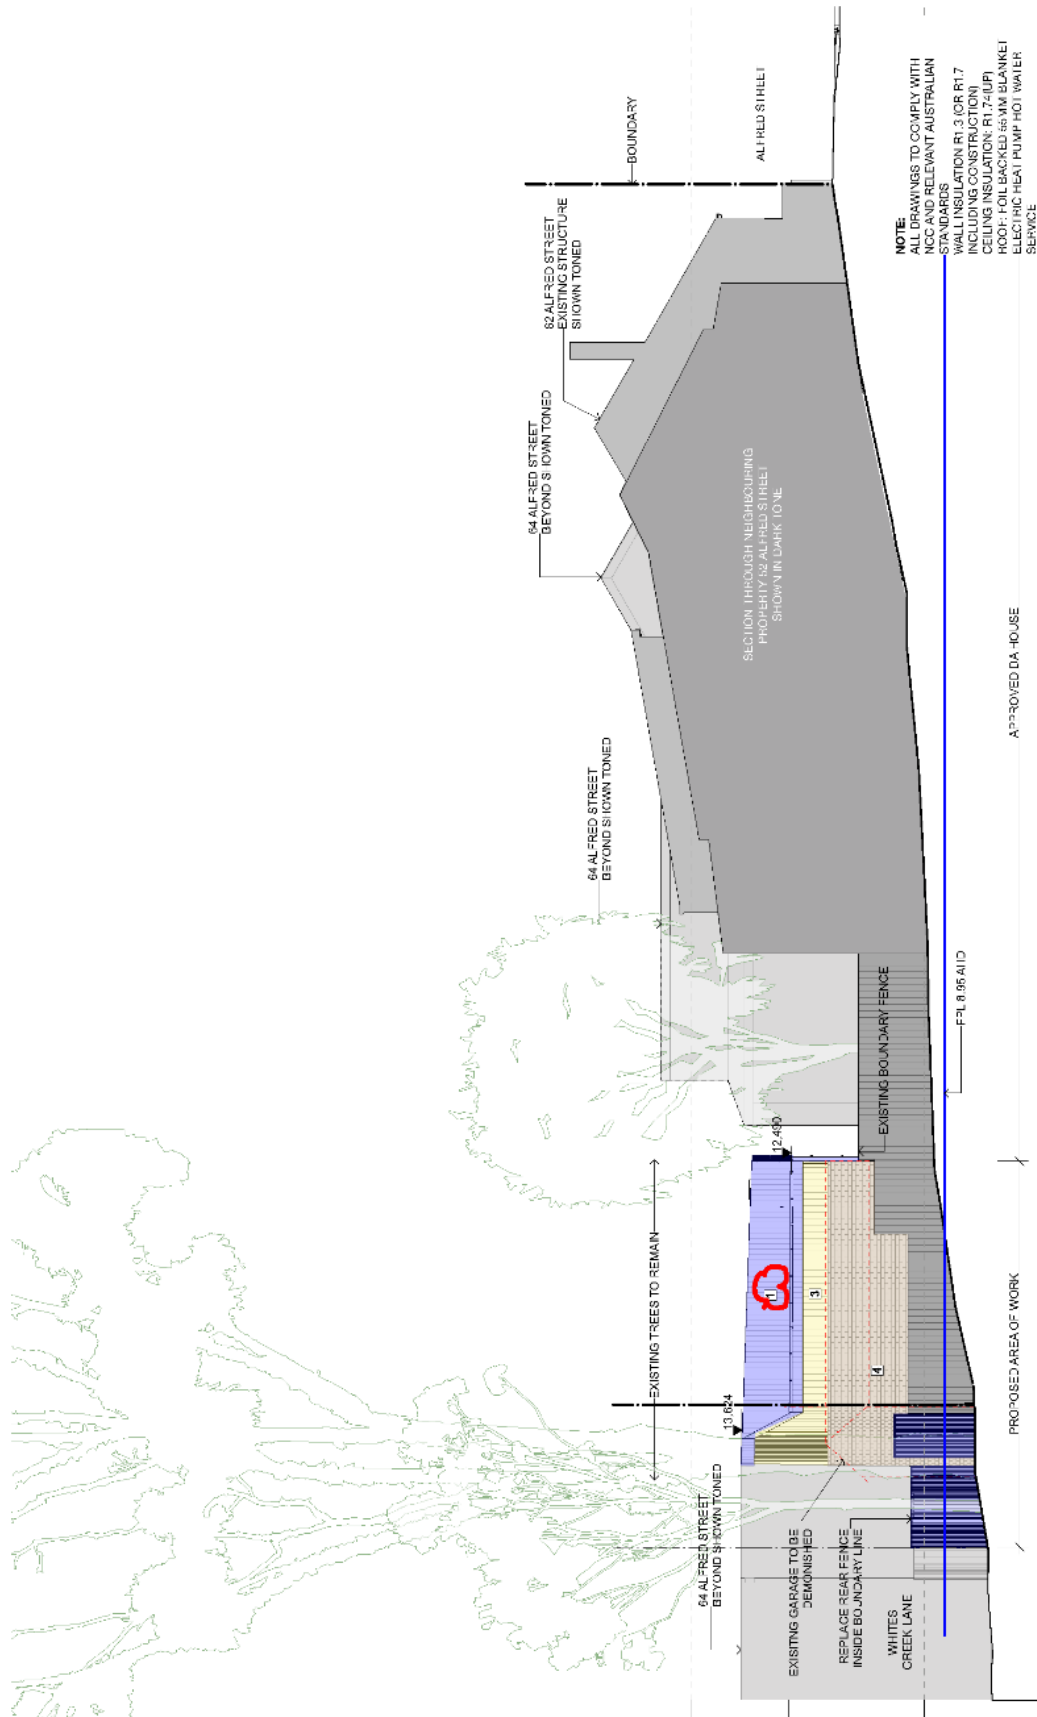 BOUNDARY
ALFRED STREET
NOTE:
ALL DRAWINGS TO COMPLY WITH
NCC AND RELEVANT AUSTRALIAN
STANDARDS
WALL INSULATION R1.3 (OR R1.7
INCLUDING CONSTRUCTION)
CEILING INSULATION: R1.74(UP)
ROOF: FOIL BACKED 55MM BLANKET
ELECTRIC HEAT PUMP HOT WATER
SERVICE
62 ALFRED STREET
EXISTING STRUCTURE
SHOWN TONED
64 ALFRED STREET
BEYOND SHOWN TONED
SECTION THROUGH NEIGHBOURING
PROPERTY 52 ALFRED STREET
SHOWN IN DARK TONE
APPROVED DA HOUSE
64 ALFRED STREET
BEYOND SHOWN TONED
FPL 8.95 AHD
EXISTING BOUNDARY FENCE
12.490
EXISTING TREES TO REMAIN
1
3
4
13.624
PROPOSED AREA OF WORK
64 ALFRED STREET
BEYOND SHOWN TONED
EXISITNG GARAGE TO BE
DEMONISHED
REPLACE REAR FENCE
INSIDE BOUNDARY LINE
WHITES
CREEK LANE